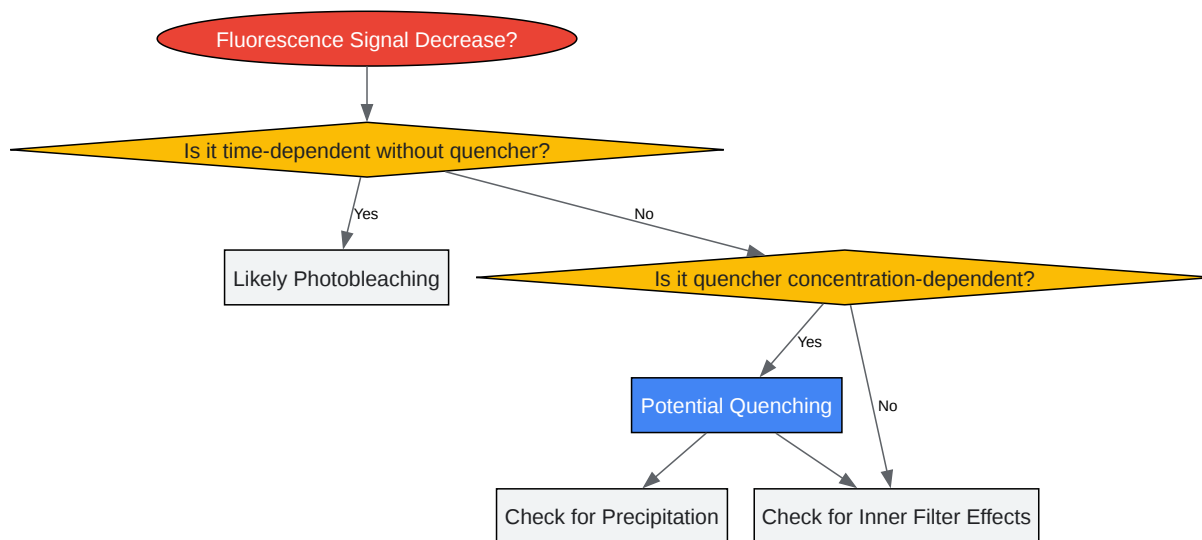 Fluorescence Signal Decrease?
Is it time-dependent without quencher?
Yes
No
Likely Photobleaching
Is it quencher concentration-dependent?
Yes
Potential Quenching
No
Check for Precipitation
Check for Inner Filter Effects